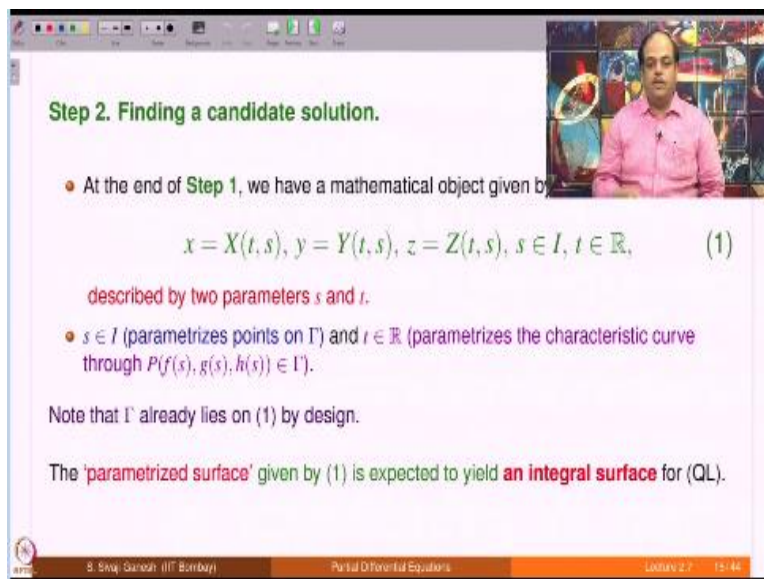 Step 2. Finding a candidate solution.
At the end of Step 1, we have a mathematical object given by
x = X(t, s), y = Y(t, s), z = Z(t, s), s ∈ I, t ∈ ℝ, (1)
described by two parameters s and t.
s ∈ I (parametrizes points on Γ) and t ∈ ℝ (parametrizes the characteristic curve
through P(f(s), g(s), h(s)) ∈ Γ).
Note that Γ already lies on (1) by design.
The 'parametrized surface' given by (1) is expected to yield an integral surface for (QL).
S. Sivaji Ganesh (IIT Bombay) Partial Differential Equations Lecture 2.7 15/44